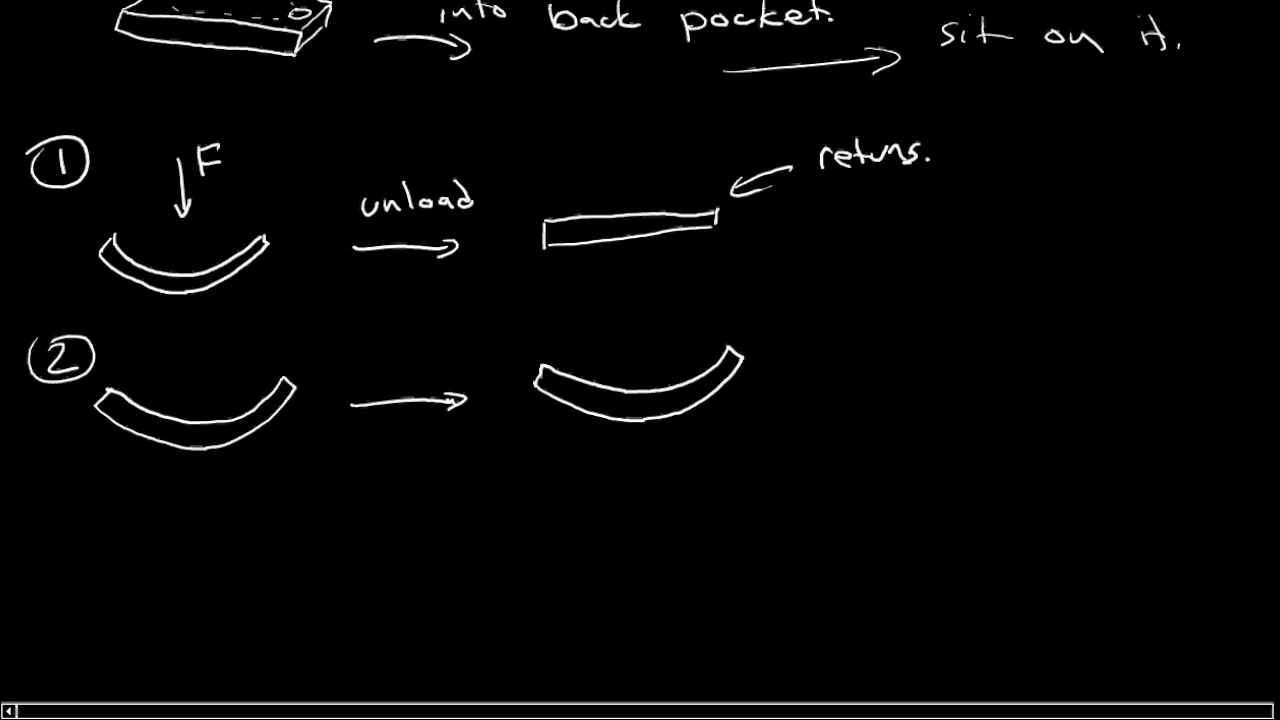 into back pocket.
sit on it.
1
F
unload
returns.
2